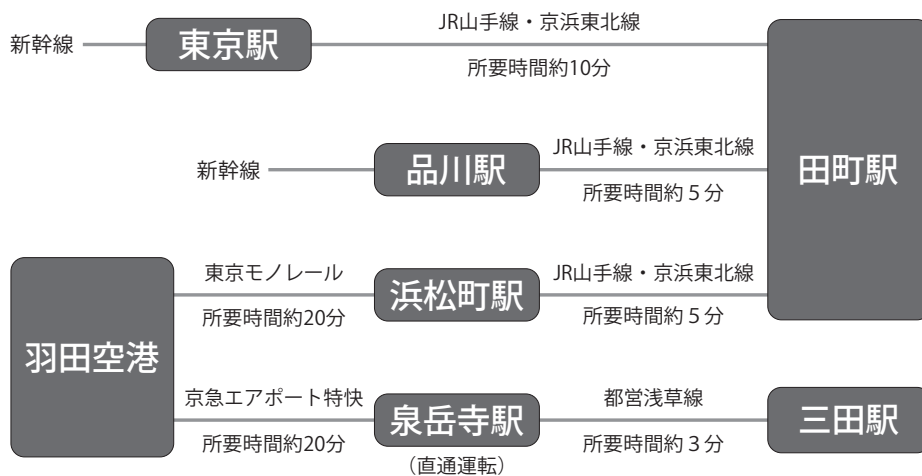 JR山手線・京浜東北線
新幹線 東京駅
所要時間約10分
JR山手線・京浜東北線
新幹線 品川駅 田町駅
所要時間約５分
東京モノレール JR山手線・京浜東北線
浜松町駅
所要時間約20分 所要時間約５分
羽田空港
京急エアポート特快 都営浅草線
泉岳寺駅 三田駅
所要時間約20分 所要時間約３分
（直通運転）